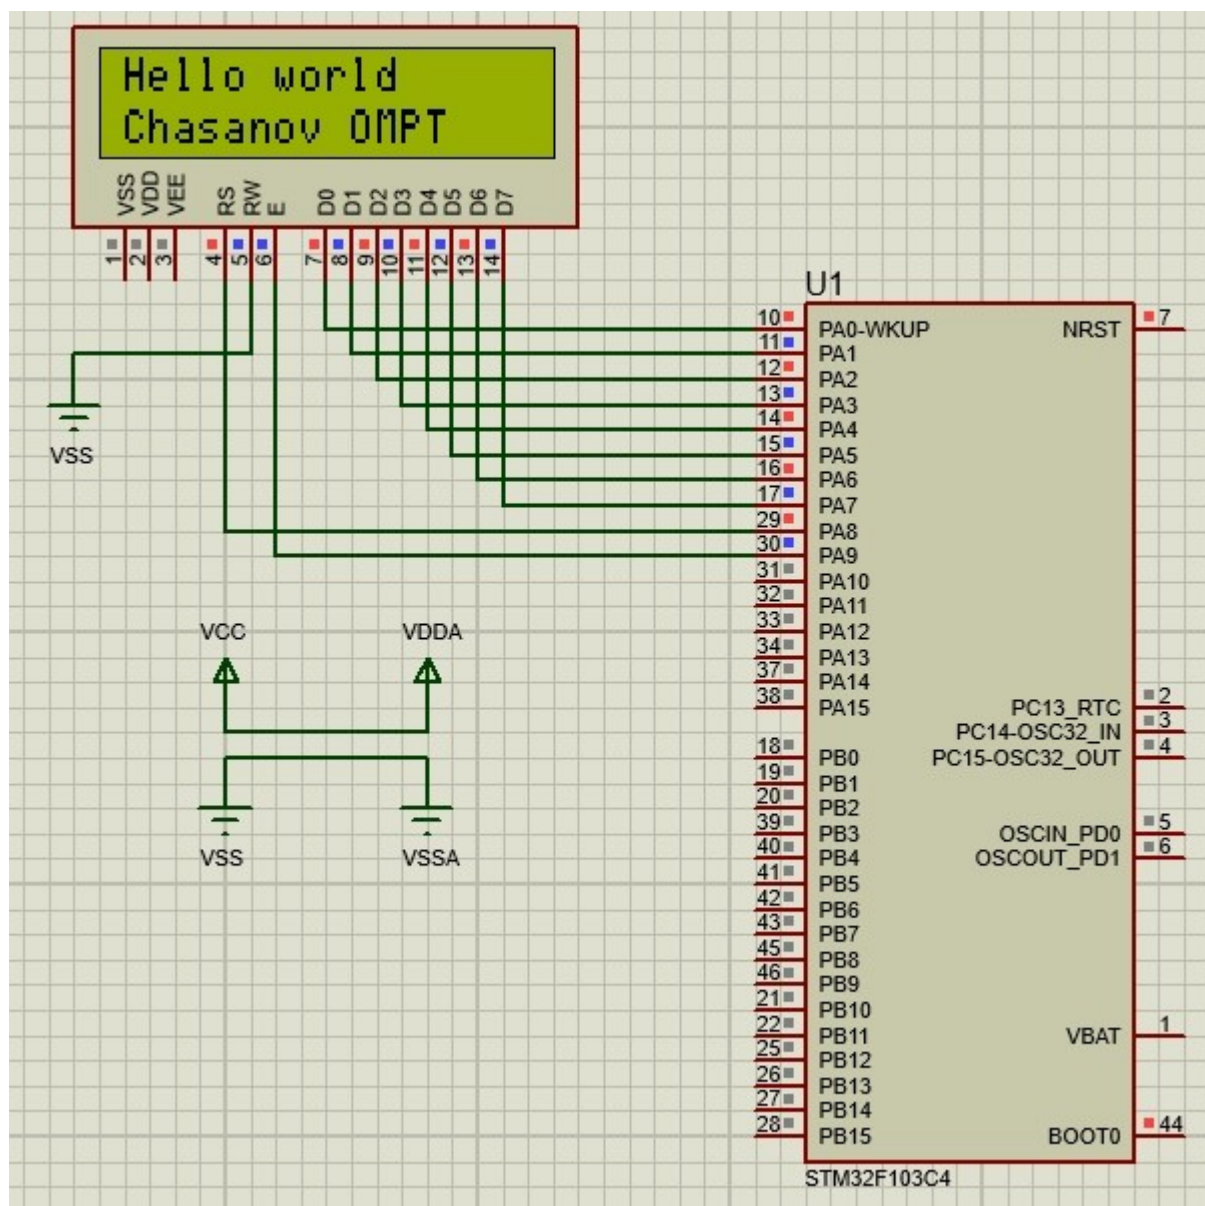 Hello world
Chasanov OMPT
VSS VDD VEE RS RW E D0 D1 D2 D3 D4 D5 D6 D7
1 2 3 4 5 6 7 8 9 10 11 12 13 14
VSS
VCC VDDA
VSS VSSA
U1
10 PA0-WKUP NRST 7
11 PA1
12 PA2
13 PA3
14 PA4
15 PA5
16 PA6
17 PA7
29 PA8
30 PA9
31 PA10
32 PA11
33 PA12
34 PA13
37 PA14
38 PA15 PC13_RTC 2
PC14-OSC32_IN 3
18 PB0 PC15-OSC32_OUT 4
19 PB1
20 PB2
39 PB3 OSCIN_PD0 5
40 PB4 OSCOUT_PD1 6
41 PB5
42 PB6
43 PB7
45 PB8
46 PB9
21 PB10
22 PB11 VBAT 1
25 PB12
26 PB13
27 PB14
28 PB15 BOOT0 44
STM32F103C4